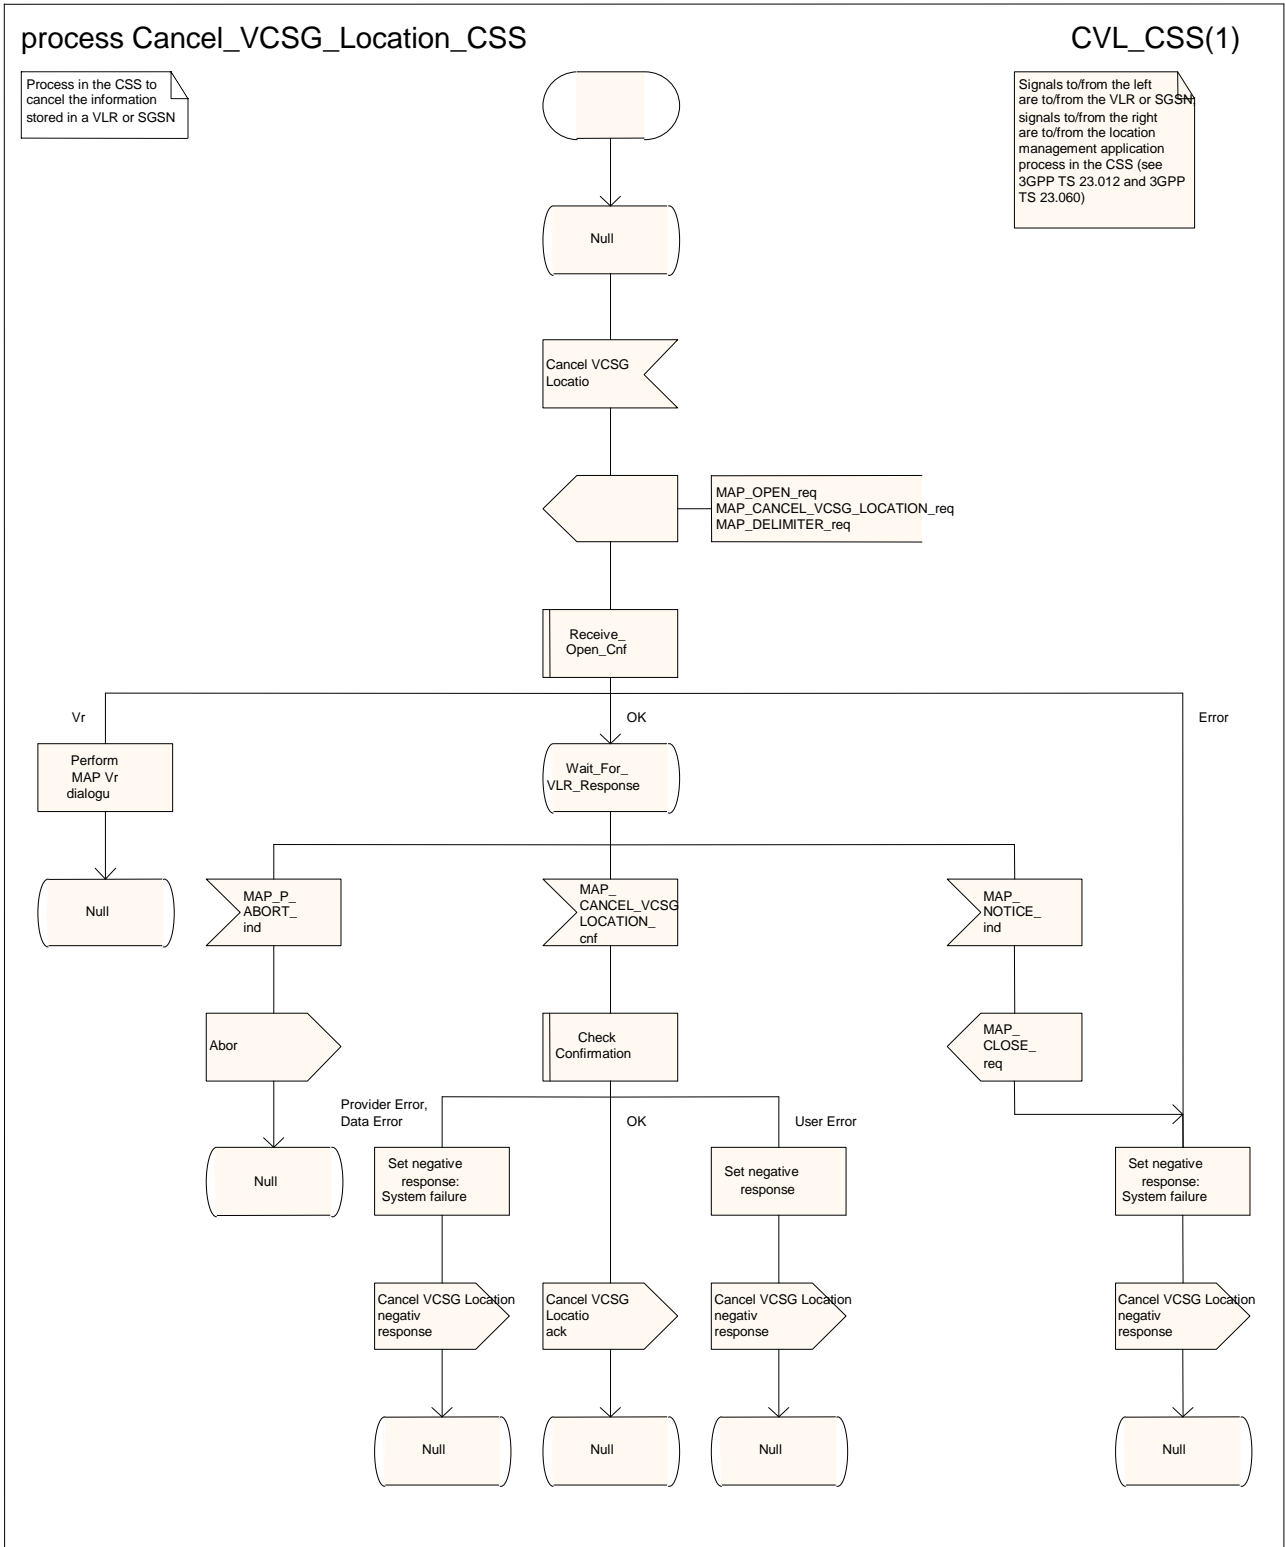 process Cancel_VCSG_Location_CSS
CVL_CSS(1)
Process in the CSS to
cancel the information
stored in a VLR or SGSN
Signals to/from the left
are to/from the VLR or SGSN;
signals to/from the right
are to/from the location
management application
process in the CSS (see
3GPP TS 23.012 and 3GPP
TS 23.060)
Null
Cancel VCSG
Locatio
MAP_OPEN_req
MAP_CANCEL_VCSG_LOCATION_req
MAP_DELIMITER_req
Receive_
Open_Cnf
Vr
OK
Error
Perform
MAP Vr
dialogu
Wait_For_
VLR_Response
Null
MAP_P_
ABORT_
ind
MAP_
CANCEL_VCSG
LOCATION_
cnf
MAP_
NOTICE_
ind
Abor
Check
Confirmation
MAP_
CLOSE_
req
Provider Error,
Data Error
OK
User Error
Null
Set negative
response:
System failure
Set negative
response
Set negative
response:
System failure
Cancel VCSG Location
negativ
response
Cancel VCSG
Locatio
ack
Cancel VCSG Location
negativ
response
Cancel VCSG Location
negativ
response
Null
Null
Null
Null